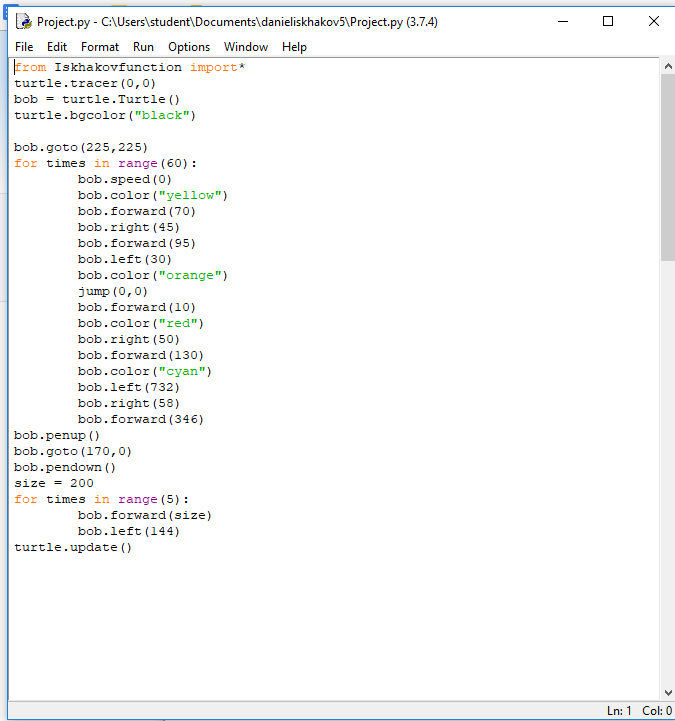 Project.py - C:\Users\student\Documents\danieliskhakov5\Project.py (3.7.4)
File Edit Format Run Options Window Help
from Iskhakovfunction import*
turtle.tracer(0,0)
bob = turtle.Turtle()
turtle.bgcolor("black")

bob.goto(225,225)
for times in range(60):
        bob.speed(0)
        bob.color("yellow")
        bob.forward(70)
        bob.right(45)
        bob.forward(95)
        bob.left(30)
        bob.color("orange")
        jump(0,0)
        bob.forward(10)
        bob.color("red")
        bob.right(50)
        bob.forward(130)
        bob.color("cyan")
        bob.left(732)
        bob.right(58)
        bob.forward(346)
bob.penup()
bob.goto(170,0)
bob.pendown()
size = 200
for times in range(5):
        bob.forward(size)
        bob.left(144)
turtle.update()
Ln: 1 Col: 0